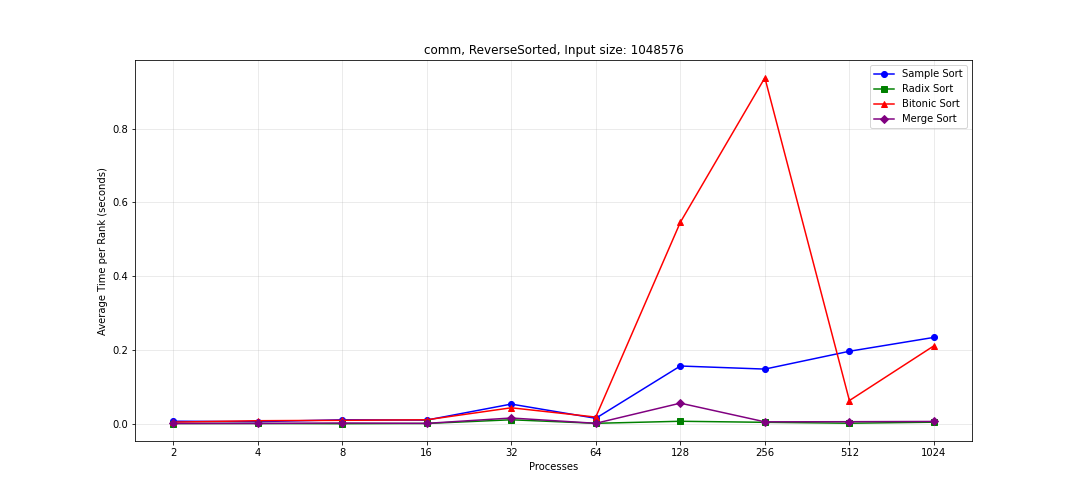 comm, ReverseSorted, Input size: 1048576
Sample Sort
Radix Sort
Bitonic Sort
Merge Sort
Average Time per Rank (seconds)
0.8
0.6
0.4
0.2
0.0
2 4 8 16 32 64 128 256 512 1024
Processes